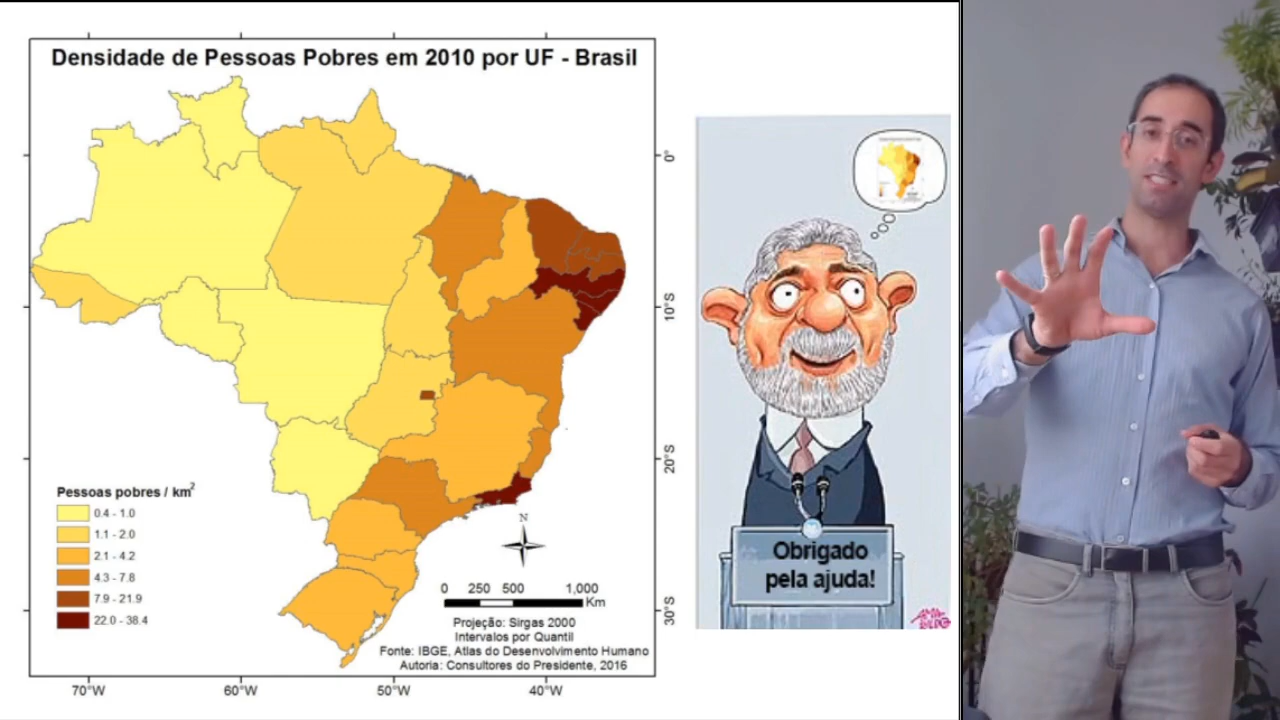 Densidade de Pessoas Pobres em 2010 por UF - Brasil
0°
10°S
20°S
30°S
Pessoas pobres / km²
0.4 - 1.0
1.1 - 2.0
2.1 - 4.2
4.3 - 7.8
7.9 - 21.9
22.0 - 38.4
N
0 250 500 1,000
Km
Projeção: Sirgas 2000
Intervalos por Quantil
Fonte: IBGE, Atlas do Desenvolvimento Humano
Autoria: Consultores do Presidente, 2016
70°W 60°W 50°W 40°W
Obrigado
pela ajuda!